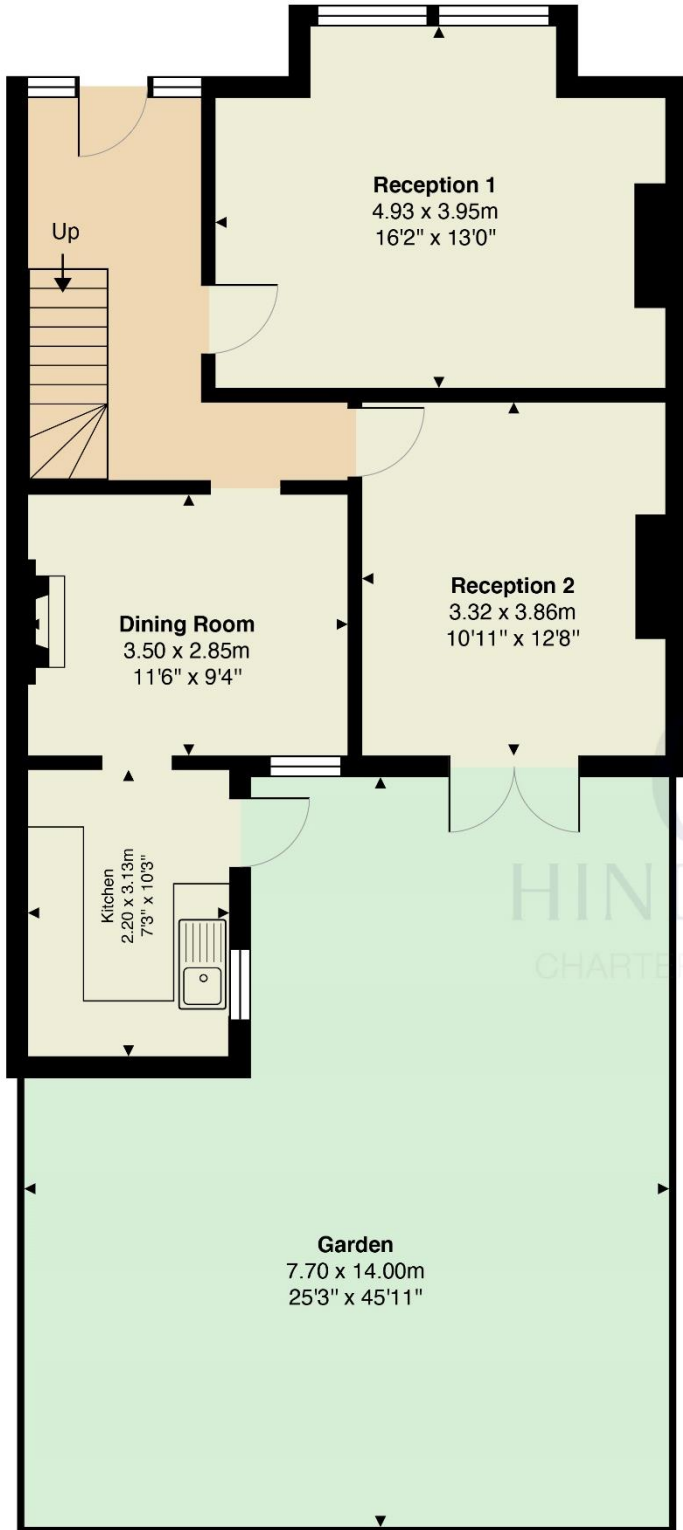 Reception 1
4.93 x 3.95m
16'2" x 13'0"
Up
Reception 2
3.32 x 3.86m
10'11" x 12'8"
Dining Room
3.50 x 2.85m
11'6" x 9'4"
Kitchen
2.20 x 3.13m
7'3" x 10'3"
Garden
7.70 x 14.00m
25'3" x 45'11"